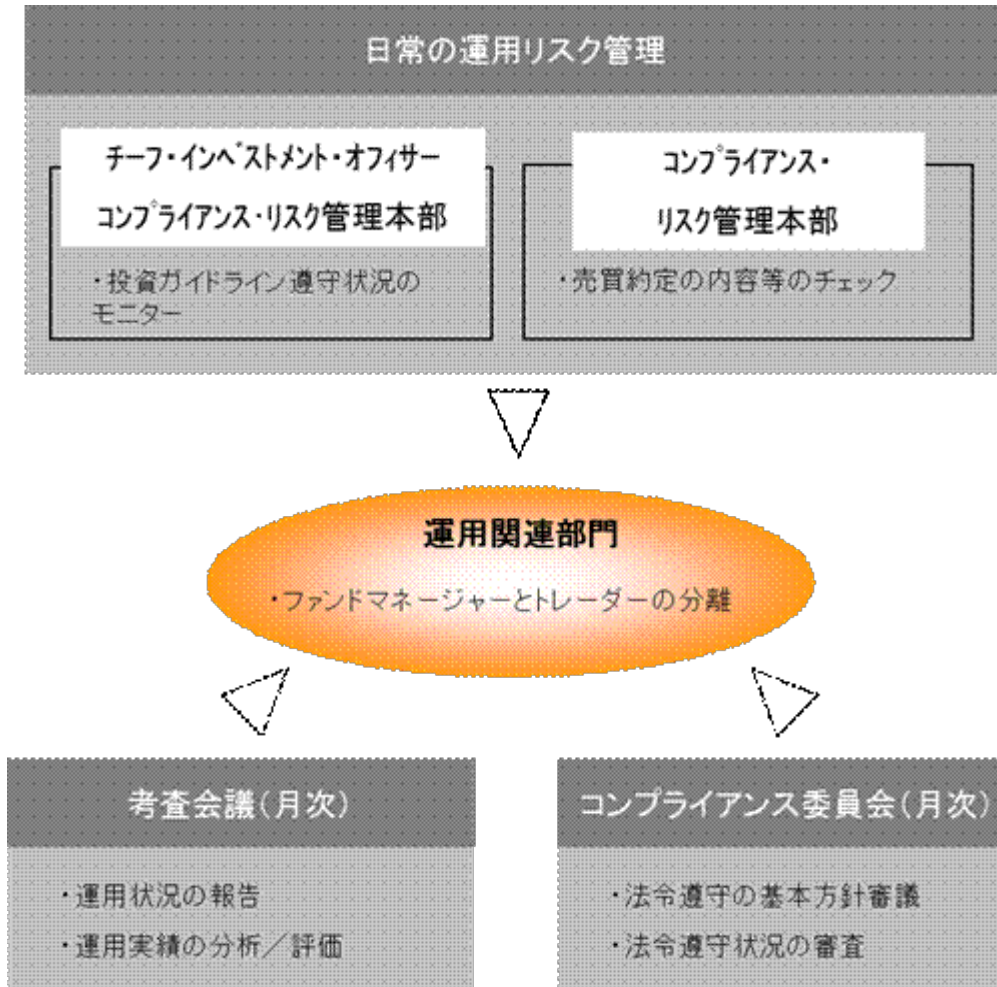 日常の運用リスク管理
チーフ・インベストメント・オフィサー
コンプライアンス・リスク管理本部
・投資ガイドライン遵守状況の
モニター
コンプライアンス・
リスク管理本部
・売買約定の内容等のチェック
運用関連部門
・ファンドマネージャーとトレーダーの分離
考査会議(月次)
・運用状況の報告
・運用実績の分析/評価
コンプライアンス委員会(月次)
・法令遵守の基本方針審議
・法令遵守状況の審査